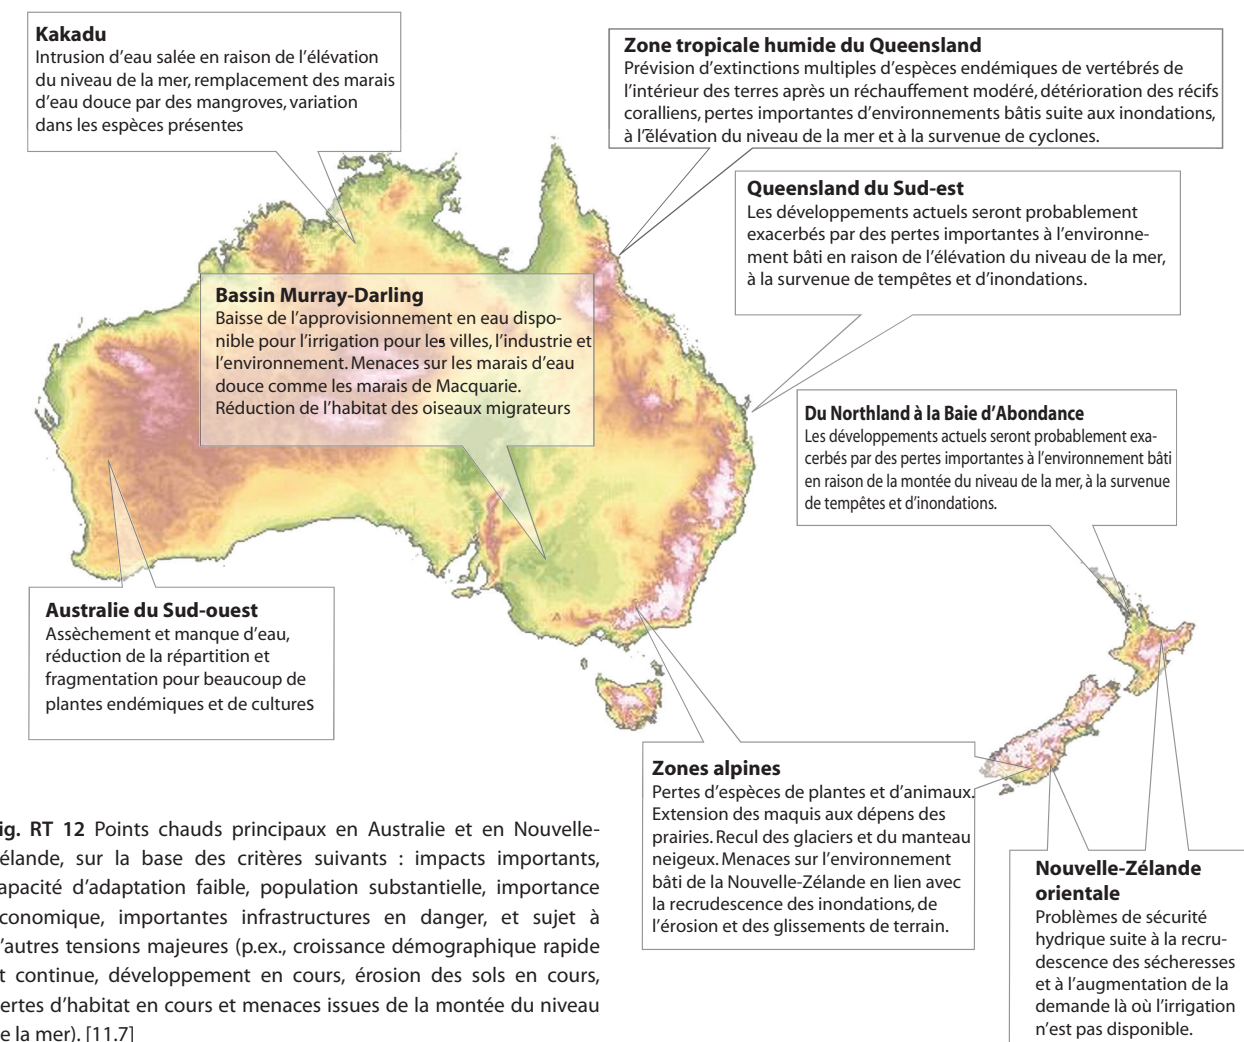 Kakadu
Intrusion d’eau salée en raison de l’élévation
du niveau de la mer, remplacement des marais
d’eau douce par des mangroves, variation
dans les espèces présentes
Zone tropicale humide du Queensland
Prévision d’extinctions multiples d’espèces endémiques de vertébrés de
l’intérieur des terres après un réchauffement modéré, détérioration des récifs
coralliens, pertes importantes d’environnements bâtis suite aux inondations,
à l’élévation du niveau de la mer et à la survenue de cyclones.
Queensland du Sud-est
Les développements actuels seront probablement
exacerbés par des pertes importantes à l’environne-
ment bâti en raison de l’élévation du niveau de la mer,
à la survenue de tempêtes et d’inondations.
Bassin Murray-Darling
Baisse de l’approvisionnement en eau dispo-
nible pour l’irrigation pour les villes, l’industrie et
l’environnement. Menaces sur les marais d’eau
douce comme les marais de Macquarie.
Réduction de l’habitat des oiseaux migrateurs
Du Northland à la Baie d’Abondance
Les développements actuels seront probablement exa-
cerbés par des pertes importantes à l’environnement bâti
en raison de la montée du niveau de la mer, à la survenue
de tempêtes et d’inondations.
Australie du Sud-ouest
Assèchement et manque d’eau,
réduction de la répartition et
fragmentation pour beaucoup de
plantes endémiques et de cultures
Zones alpines
Pertes d’espèces de plantes et d’animaux.
Extension des maquis aux dépens des
prairies. Recul des glaciers et du manteau
neigeux. Menaces sur l’environnement
bâti de la Nouvelle-Zélande en lien avec
la recrudescence des inondations, de
l’érosion et des glissements de terrain.
Nouvelle-Zélande
orientale
Problèmes de sécurité
hydrique suite à la recru-
descence des sécheresses
et à l’augmentation de la
demande là où l’irrigation
n’est pas disponible.
ig. RT 12 Points chauds principaux en Australie et en Nouvelle-
élande, sur la base des critères suivants : impacts importants,
apacité d’adaptation faible, population substantielle, importance
conomique, importantes infrastructures en danger, et sujet à
’autres tensions majeures (p.ex., croissance démographique rapide
t continue, développement en cours, érosion des sols en cours,
ertes d’habitat en cours et menaces issues de la montée du niveau
e la mer). [11.7]